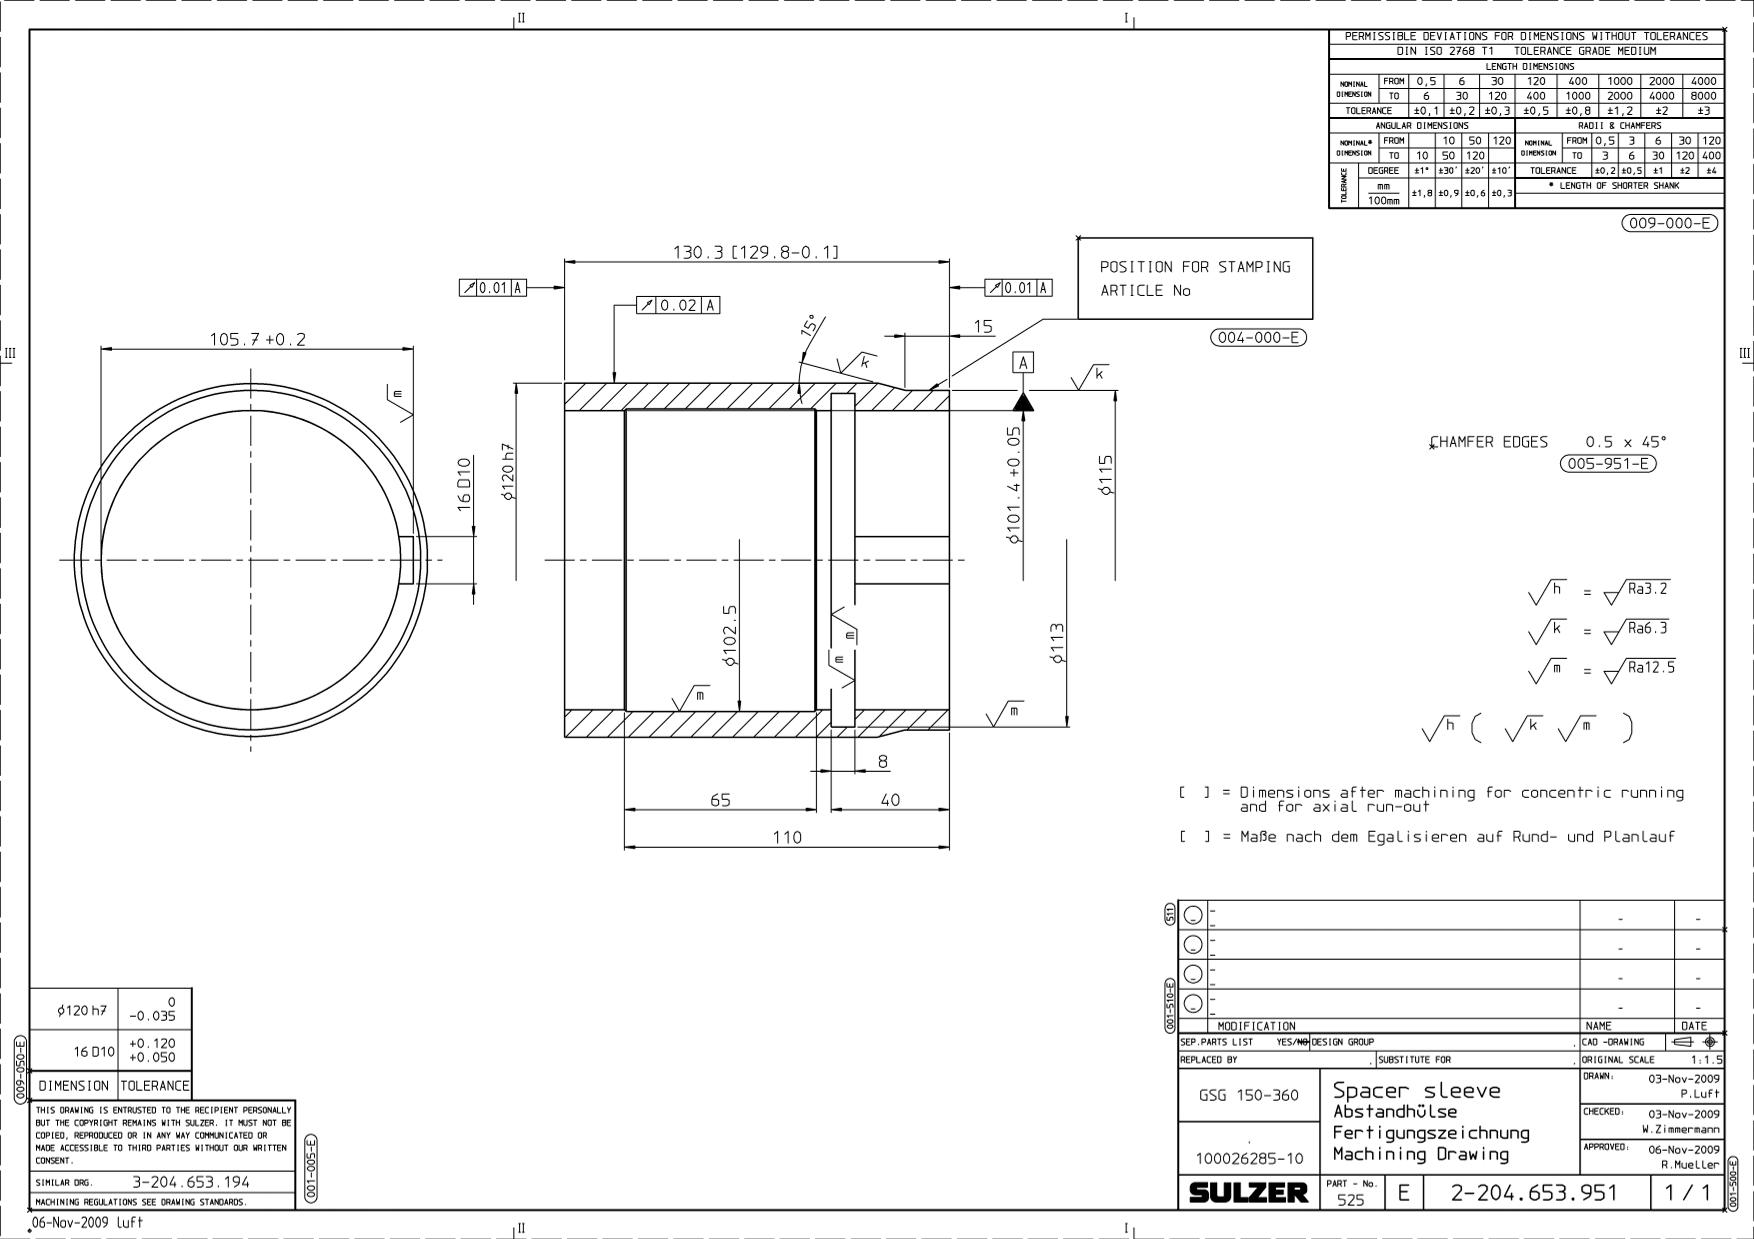 II
I
PERMISSIBLE DEVIATIONS FOR DIMENSIONS WITHOUT TOLERANCES
DIN ISO 2768 T1 TOLERANCE GRADE MEDIUM
LENGTH DIMENSIONS
NOMINAL DIMENSION FROM 0,5 6 30 120 400 1000 2000 4000
TO 6 30 120 400 1000 2000 4000 8000
TOLERANCE ±0,1 ±0,2 ±0,3 ±0,5 ±0,8 ±1,2 ±2 ±3
ANGULAR DIMENSIONS
NOMINAL* DIMENSION FROM 10 50 120
TO 10 50 120
TOLERANCE DEGREE ±1° ±30' ±20' ±10'
mm
100mm
±1,8 ±0,9 ±0,6 ±0,3
RADII & CHAMFERS
NOMINAL DIMENSION FROM 0,5 3 6 30 120
TO 3 6 30 120 400
TOLERANCE ±0,2 ±0,5 ±1 ±2 ±4
* LENGTH OF SHORTER SHANK
009-000-E
130.3 [129.8-0.1]
0.01 A
0.02 A
0.01 A
POSITION FOR STAMPING
ARTICLE No
004-000-E
15°
k
15
A
k
III
III
105.7 +0.2
m
16 D10
ϕ120 h7
ϕ101.4 +0.05
ϕ115
CHAMFER EDGES 0.5 x 45°
005-951-E
ϕ102.5
m
m
m
ϕ113
m
8
65
40
110
h = Ra3.2
k = Ra6.3
m = Ra12.5
h ( k m )
[ ] = Dimensions after machining for concentric running
and for axial run-out
[ ] = Maße nach dem Egalisieren auf Rund- und Planlauf
511
- - -
-
- - -
-
- - -
-
- - -
-
001-510-E
MODIFICATION NAME DATE
SEP.PARTS LIST YES/NO DESIGN GROUP . CAD -DRAWING
REPLACED BY . SUBSTITUTE FOR . ORIGINAL SCALE 1:1.5
GSG 150-360
.
100026285-10
Spacer sleeve
Abstandhülse
Fertigungszeichnung
Machining Drawing
DRAWN: 03-Nov-2009
P.Luft
CHECKED: 03-Nov-2009
W.Zimmermann
APPROVED: 06-Nov-2009
R.Mueller
SULZER
PART - No.
525
E
2-204.653.951
1 / 1
001-500-E
ϕ120 h7 0
-0.035
16 D10 +0.120
+0.050
DIMENSION TOLERANCE
009-050-E
THIS DRAWING IS ENTRUSTED TO THE RECIPIENT PERSONALLY
BUT THE COPYRIGHT REMAINS WITH SULZER. IT MUST NOT BE
COPIED, REPRODUCED OR IN ANY WAY COMMUNICATED OR
MADE ACCESSIBLE TO THIRD PARTIES WITHOUT OUR WRITTEN
CONSENT.
SIMILAR DRG. 3-204.653.194
MACHINING REGULATIONS SEE DRAWING STANDARDS.
001-005-E
06-Nov-2009 Luft
II
I